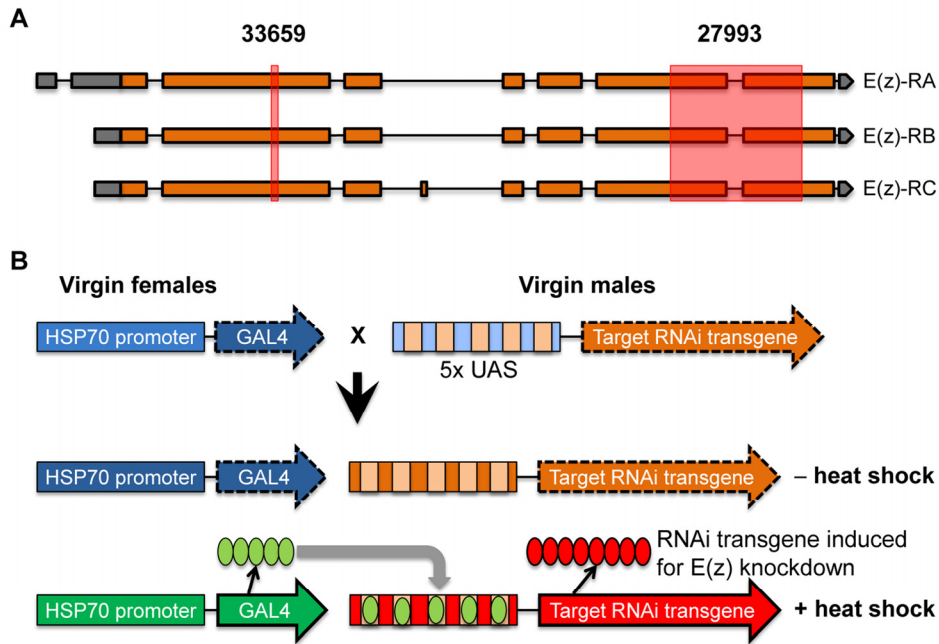 A
33659 27993
E(z)-RA
E(z)-RB
E(z)-RC
B
Virgin females Virgin males
HSP70 promoter GAL4 X Target RNAi transgene
5x UAS
HSP70 promoter GAL4 Target RNAi transgene – heat shock
RNAi transgene induced
for E(z) knockdown
HSP70 promoter GAL4 Target RNAi transgene + heat shock